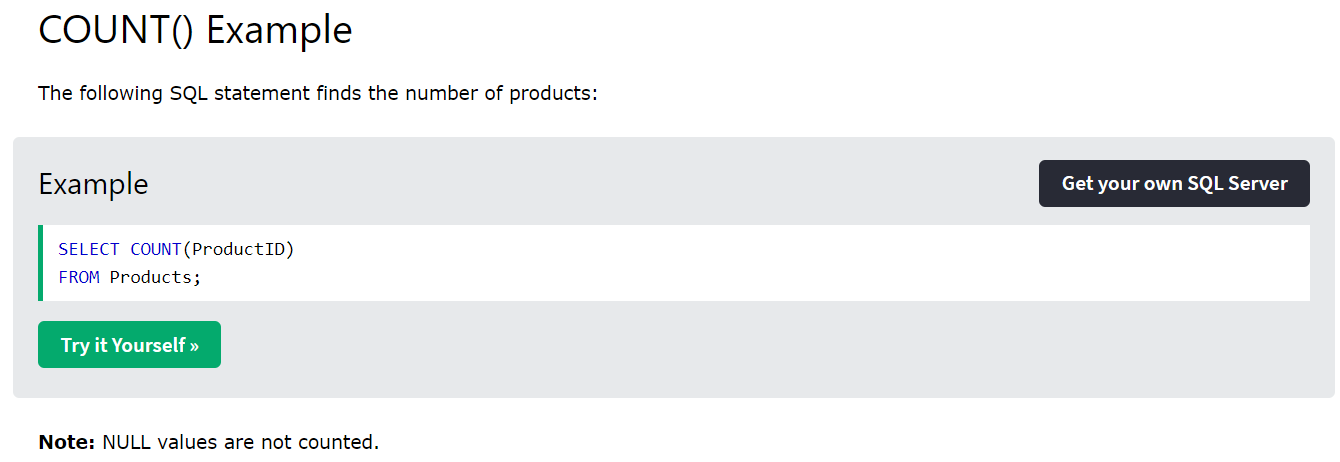 COUNT() Example
The following SQL statement finds the number of products:
Example
Get your own SQL Server
SELECT COUNT(ProductID)
FROM Products;
Try it Yourself »
Note: NULL values are not counted.